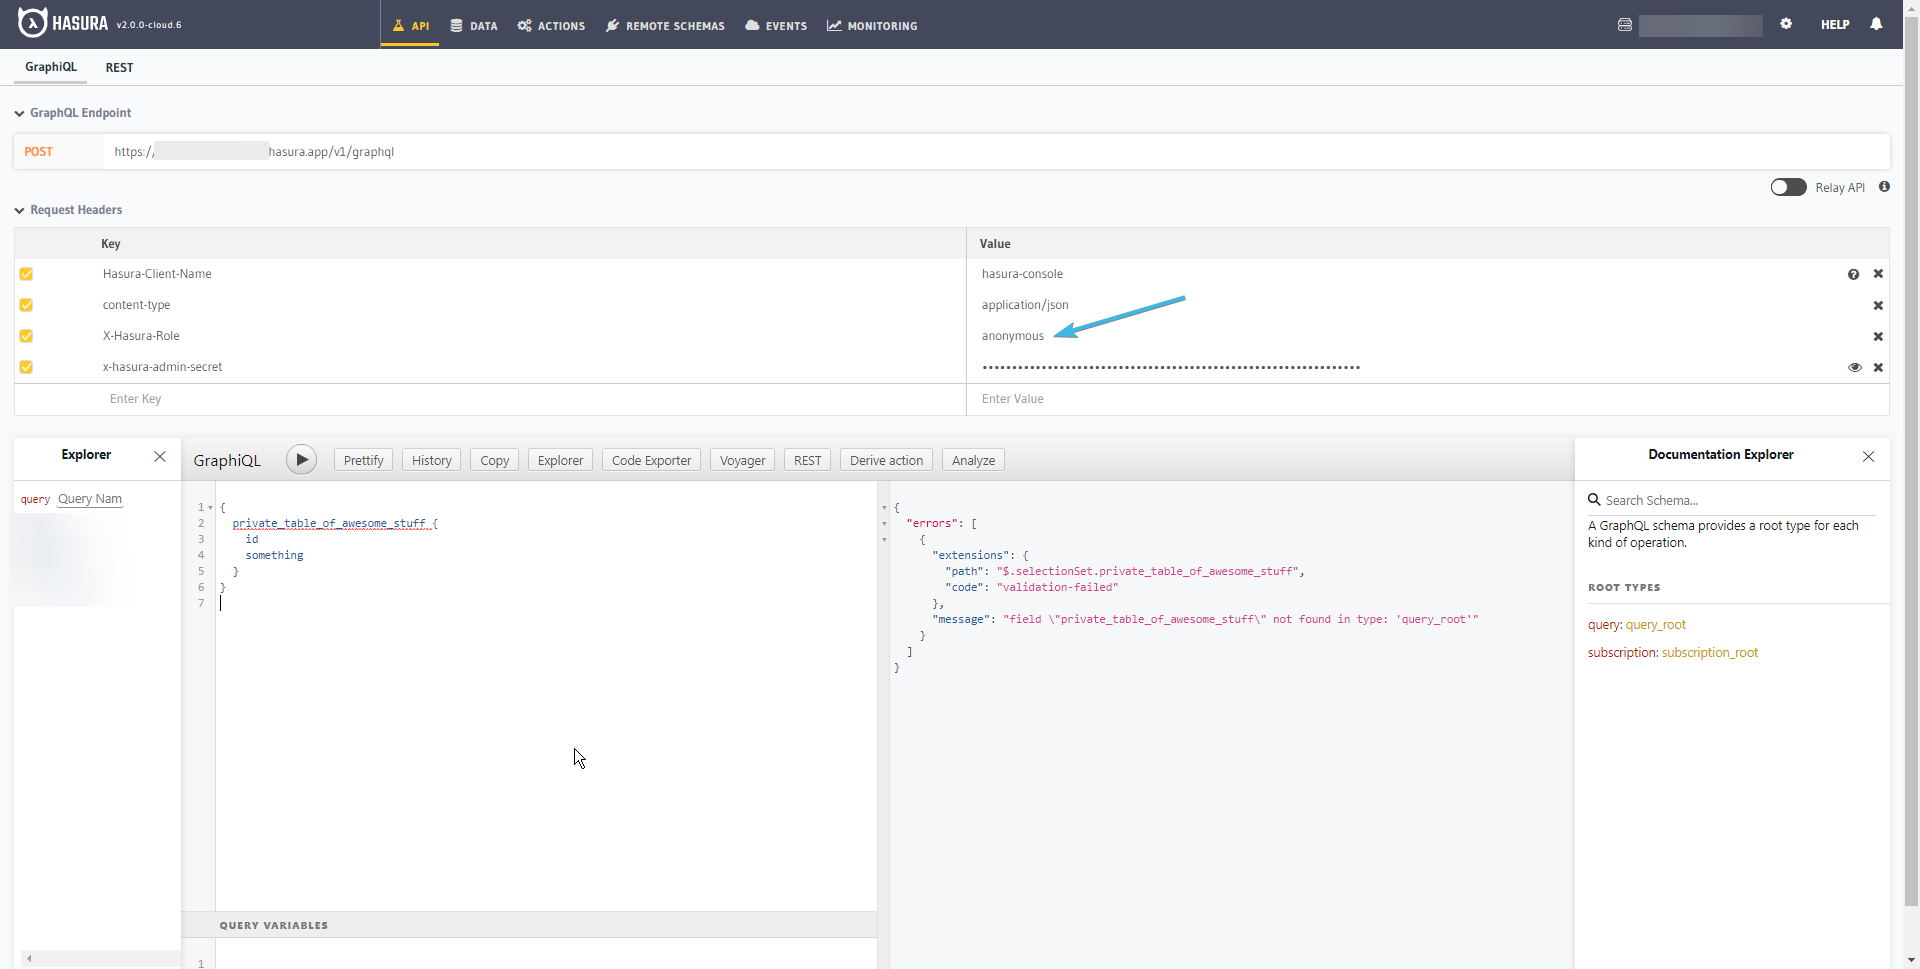 HASURA v2.0.0-cloud.6 API DATA ACTIONS REMOTE SCHEMAS EVENTS MONITORING HELP
GraphiQL REST
GraphQL Endpoint
POST https:// hasura.app/v1/graphql
Relay API
Request Headers
Key Value
Hasura-Client-Name hasura-console
content-type application/json
X-Hasura-Role anonymous
x-hasura-admin-secret ••••••••••••••••••••••••••••••••••••••••••••••••••••••••••••••••
Enter Key Enter Value
Explorer
GraphiQL Prettify History Copy Explorer Code Exporter Voyager REST Derive action Analyze
Documentation Explorer
query Query Nam
1 {
2 private_table_of_awesome_stuff {
3 id
4 something
5 }
6 }
7
QUERY VARIABLES
1
{
"errors": [
{
"extensions": {
"path": "$.selectionSet.private_table_of_awesome_stuff",
"code": "validation-failed"
},
"message": "field \"private_table_of_awesome_stuff\" not found in type: 'query_root'"
}
]
}
Search Schema...
A GraphQL schema provides a root type for each
kind of operation.
ROOT TYPES
query: query_root
subscription: subscription_root